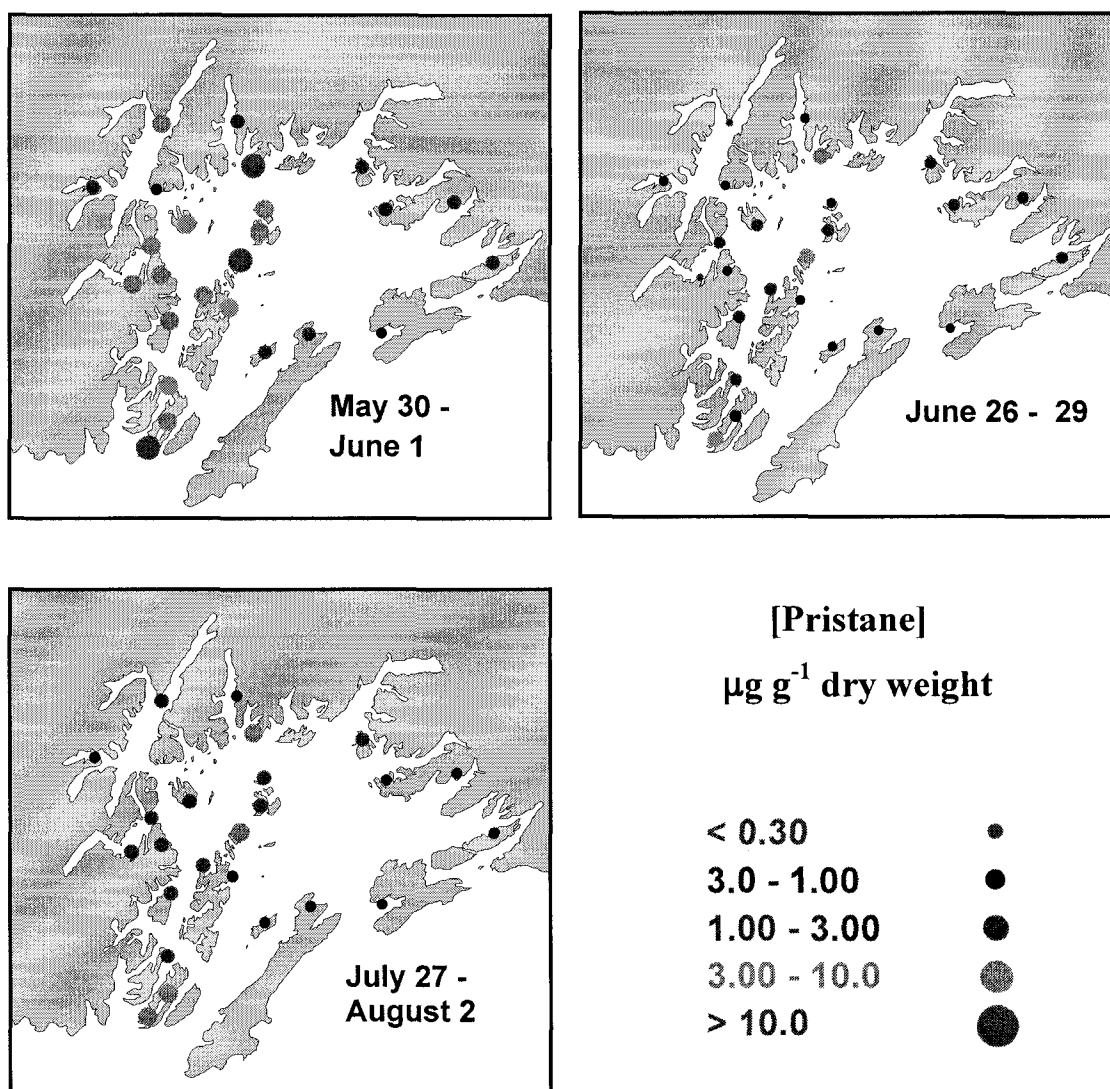 May 30 -
June 1
June 26 - 29
July 27 -
August 2
[Pristane]
μg g-1 dry weight
< 0.30
3.0 - 1.00
1.00 - 3.00
3.00 - 10.0
> 10.0